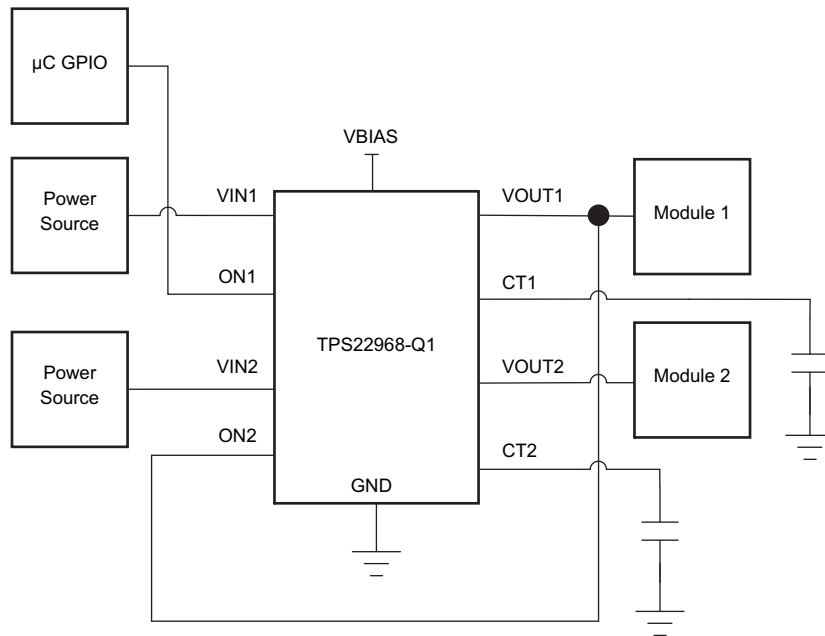 µC GPIO
VBIAS
Power
Source
VIN1
VOUT1
Module 1
ON1
CT1
TPS22968-Q1
Power
Source
VIN2
VOUT2
Module 2
ON2
CT2
GND